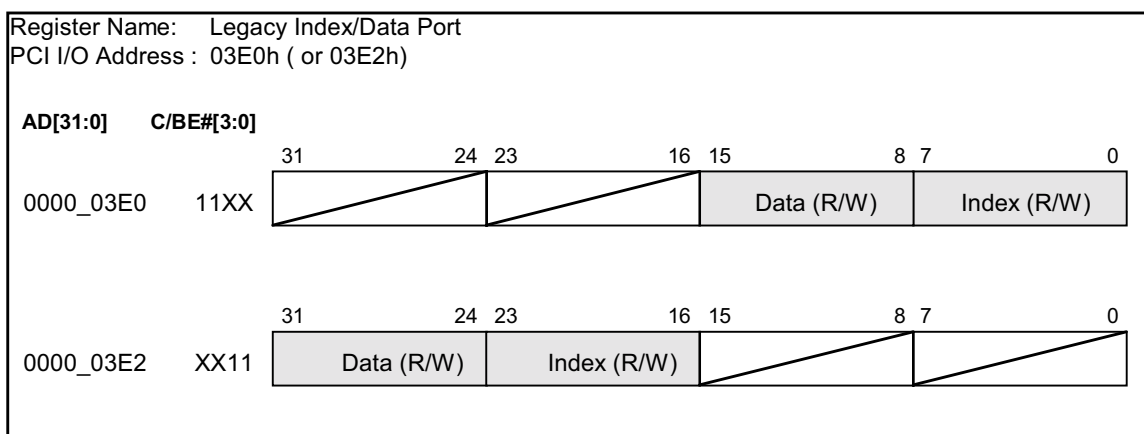 Register Name: Legacy Index/Data Port
PCI I/O Address : 03E0h ( or 03E2h)
AD[31:0] C/BE#[3:0]
31 24 23 16 15 8 7 0
0000_03E0 11XX Data (R/W) Index (R/W)
31 24 23 16 15 8 7 0
0000_03E2 XX11 Data (R/W) Index (R/W)